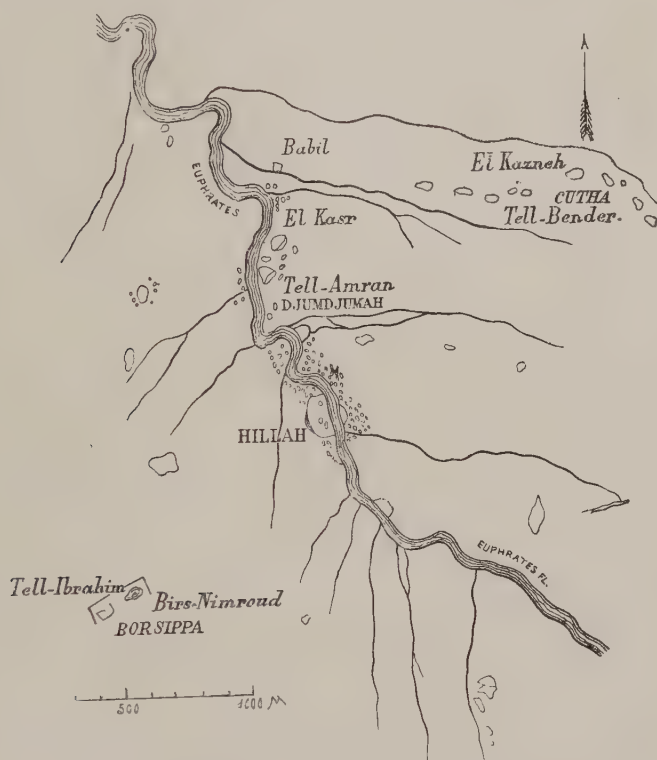 Babil
El Kazneh
EUPHRATES
CUTHA
Tell-Bender.
El Kasr
Tell-Amran
DJUMDJUMAH
M
HILLAH
EUPHRATES FL.
Tell-Ibrahim
Birs-Nimroud
BORSIPPA
500 1000 M